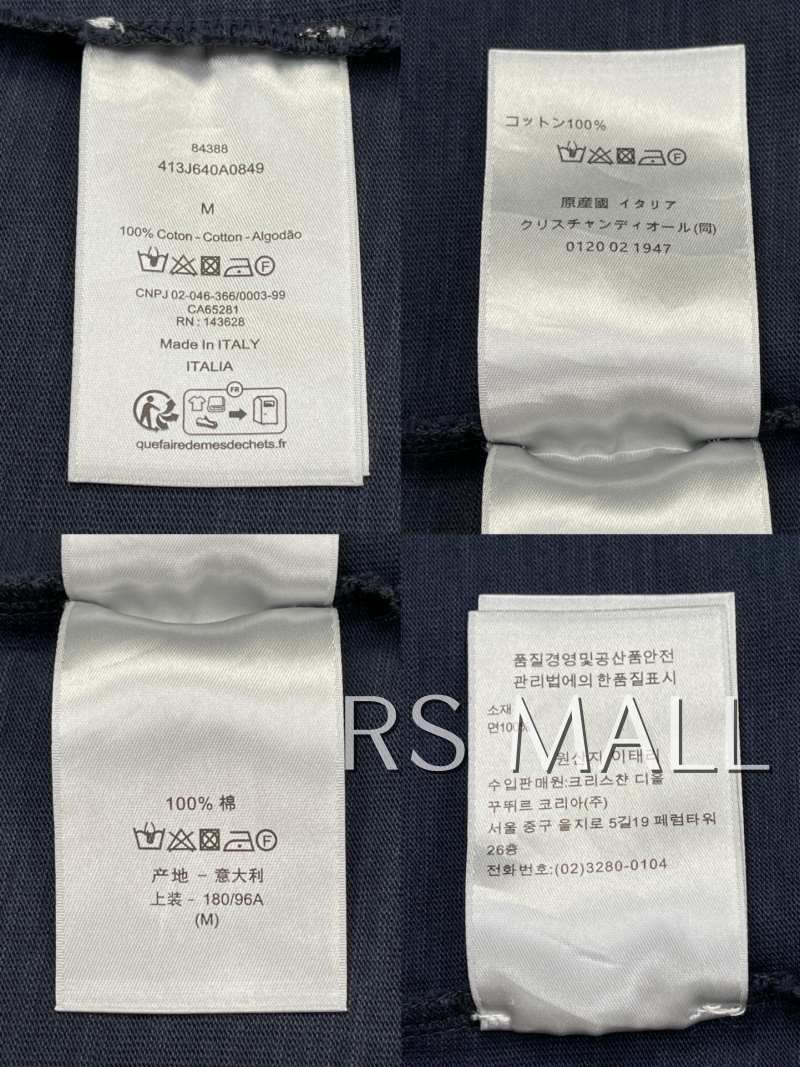 84388
413J640A0849
M
100% Coton - Cotton - Algodão
F
CNPJ 02-046-366/0003-99
CA65281
RN : 143628
Made In ITALY
ITALIA
FR
quefairedemesdechets.fr
コットン100%
F
原産國 イタリア
クリスチャンディオール(㈄)
0120 02 1947
100% 棉
F
产地 - 意大利
上装 - 180/96A
(M)
품질경영및공산품안전
관리법에의한품질표시
소재
면100%
원산지 이태리
수입판매원:크리스챤 디올
꾸뛰르 코리아(주)
서울 중구 을지로 5길19 페럼타워
26층
전화번호:(02)3280-0104
RS MALL